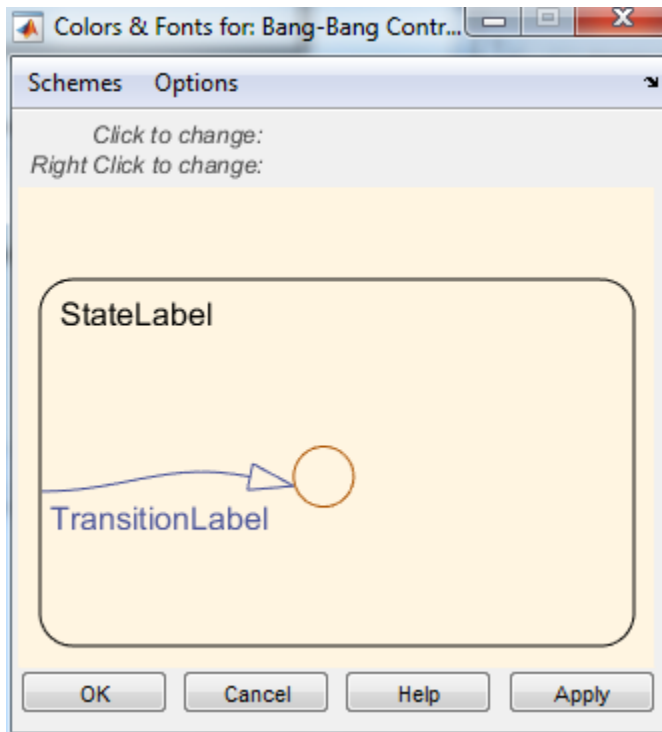 Colors & Fonts for: Bang-Bang Contr...
Schemes Options
Click to change:
Right Click to change:
StateLabel
TransitionLabel
OK Cancel Help Apply